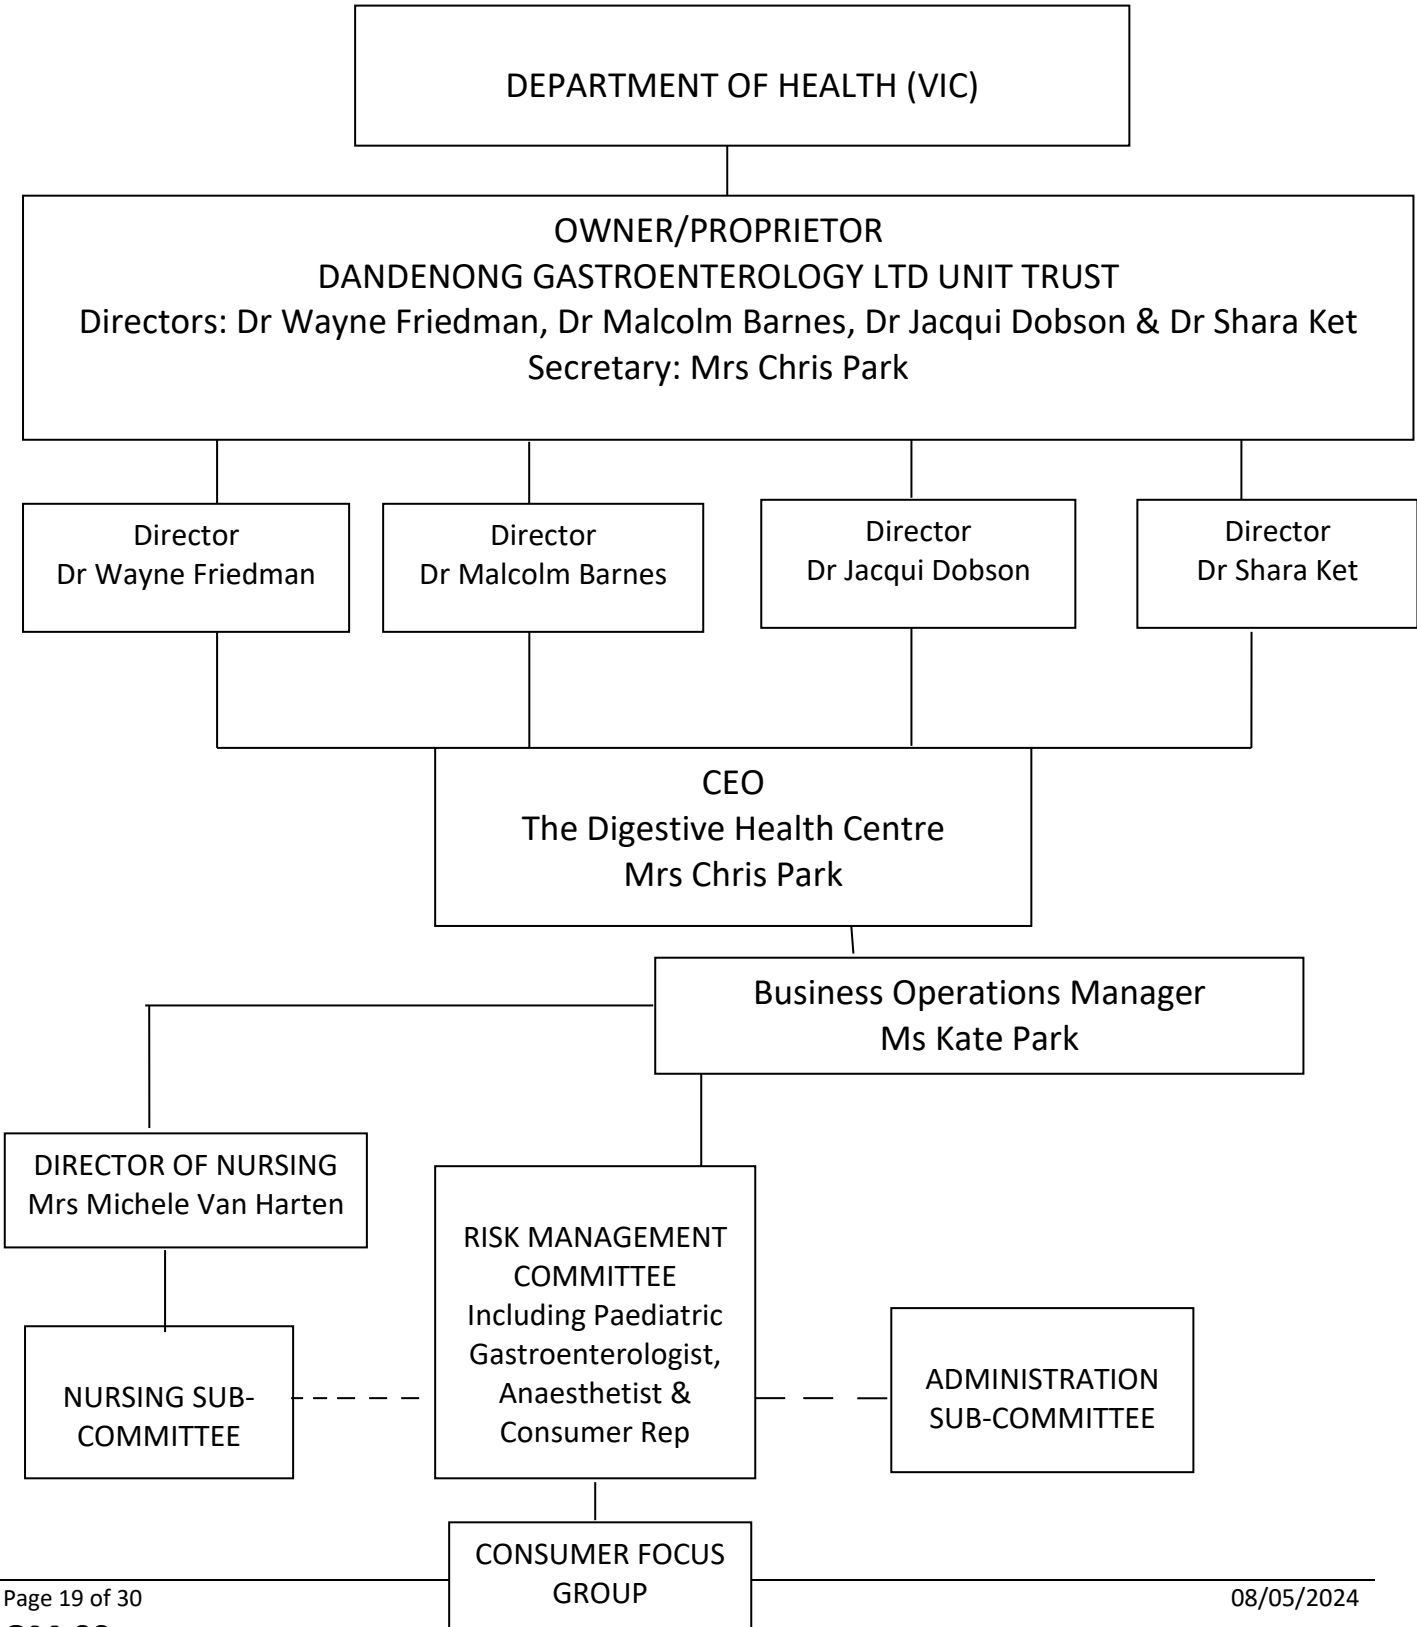 DEPARTMENT OF HEALTH (VIC)
OWNER/PROPRIETOR
DANDENONG GASTROENTEROLOGY LTD UNIT TRUST
Directors: Dr Wayne Friedman, Dr Malcolm Barnes, Dr Jacqui Dobson & Dr Shara Ket
Secretary: Mrs Chris Park
Director
Dr Wayne Friedman
Director
Dr Malcolm Barnes
Director
Dr Jacqui Dobson
Director
Dr Shara Ket
CEO
The Digestive Health Centre
Mrs Chris Park
Business Operations Manager
Ms Kate Park
DIRECTOR OF NURSING
Mrs Michele Van Harten
RISK MANAGEMENT
COMMITTEE
Including Paediatric
Gastroenterologist,
Anaesthetist &
Consumer Rep
NURSING SUB-
COMMITTEE
ADMINISTRATION
SUB-COMMITTEE
CONSUMER FOCUS
GROUP
Page 19 of 30
08/05/2024